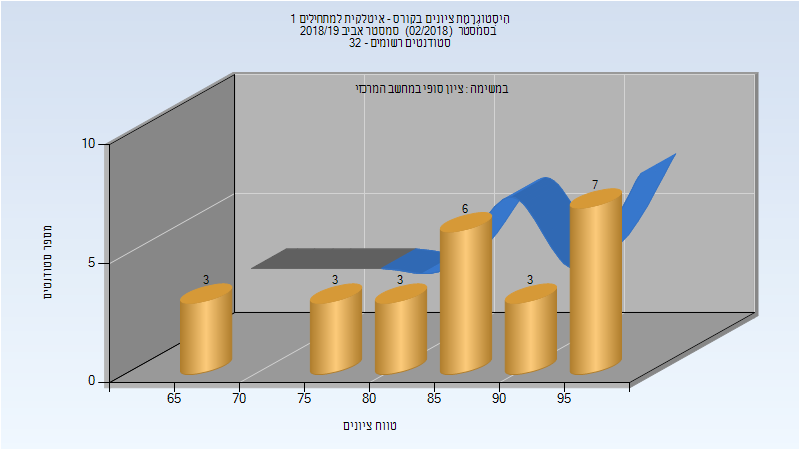 היסטוגרמת ציונים בקורס - איטלקית למתחילים 1
בסמסטר (02/2018) סמסטר אביב 2018/19
סטודנטים רשומים - 32
במשימה : ציון סופי במחשב המרכזי
10
5
0
מספר סטודנטים
3
3
3
6
3
7
65
70
75
80
85
90
95
טווח ציונים